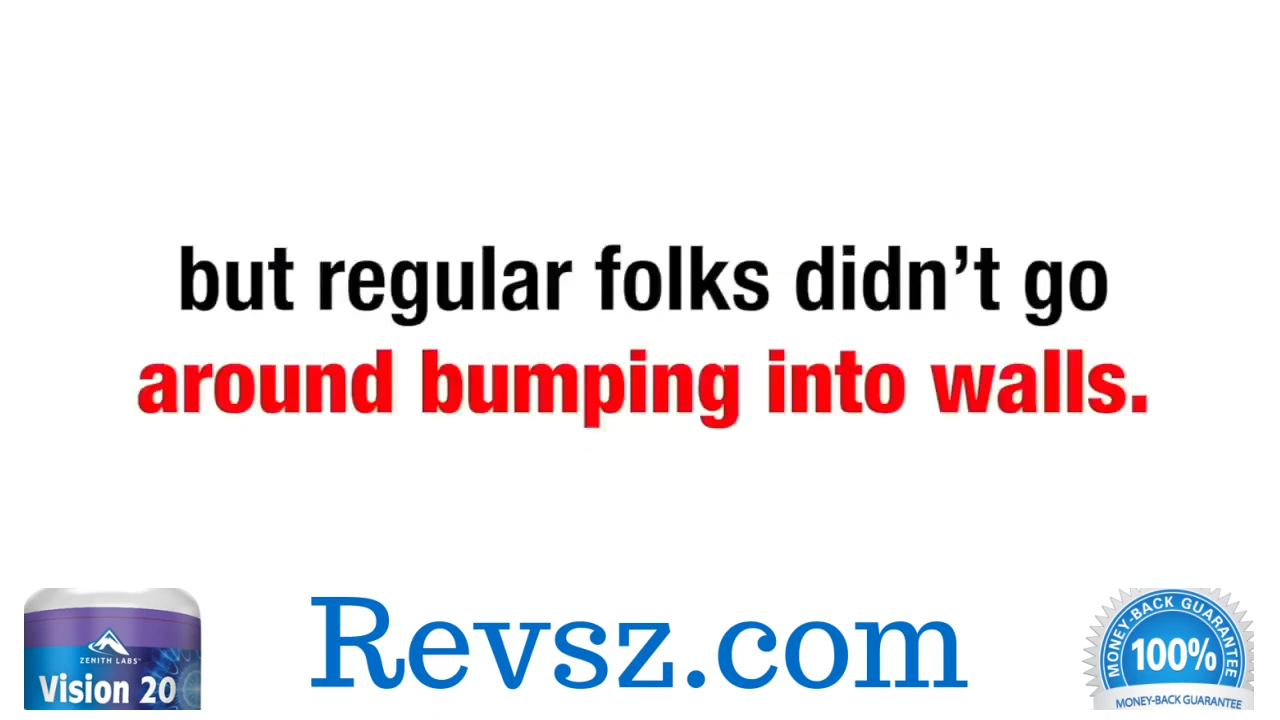 but regular folks didn’t go
around bumping into walls.
ZENITH LABS™
Vision 20
Revsz.com
MONEY-BACK GUARANTEE
100%
MONEY-BACK GUARANTEE